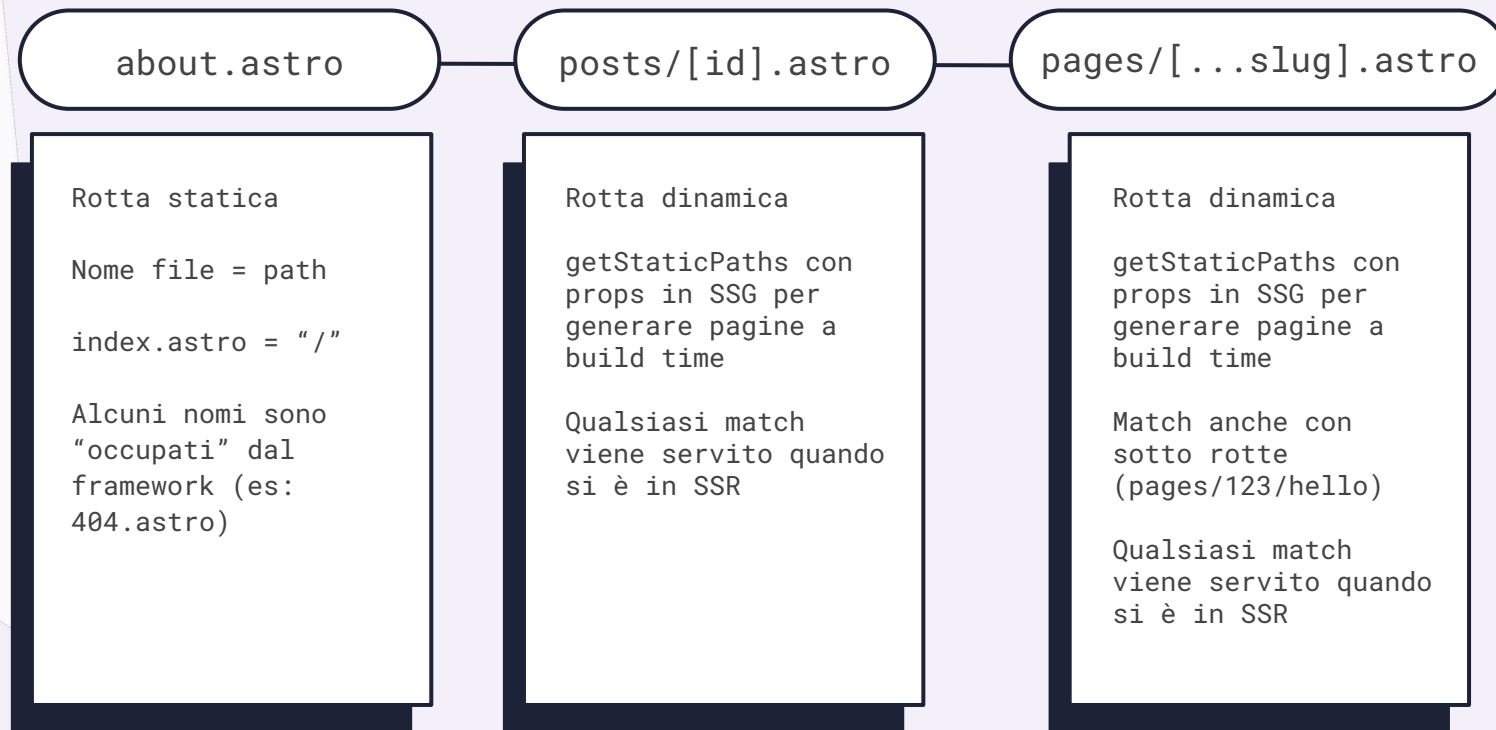 about.astro
posts/[id].astro
pages/[...slug].astro
Rotta statica
Nome file = path
index.astro = “/”
Alcuni nomi sono
“occupati” dal
framework (es:
404.astro)
Rotta dinamica
getStaticPaths con
props in SSG per
generare pagine a
build time
Qualsiasi match
viene servito quando
si è in SSR
Rotta dinamica
getStaticPaths con
props in SSG per
generare pagine a
build time
Match anche con
sotto rotte
(pages/123/hello)
Qualsiasi match
viene servito quando
si è in SSR